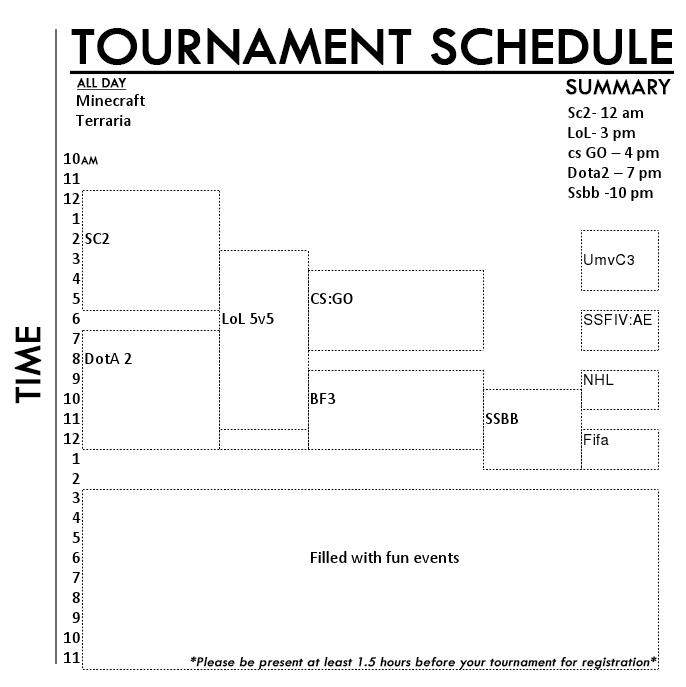 TOURNAMENT SCHEDULE
ALL DAY
Minecraft
Terraria
SUMMARY
Sc2- 12 am
LoL- 3 pm
cs GO – 4 pm
Dota2 – 7 pm
Ssbb -10 pm
TIME
10AM
11
12
1
2 SC2
3 UmvC3
4
5 CS:GO
6 LoL 5v5 SSFIV:AE
7
8 DotA 2
9 NHL
10 BF3
11 SSBB
12 Fifa
1
2
3
4
5
6 Filled with fun events
7
8
9
10
11 *Please be present at least 1.5 hours before your tournament for registration*